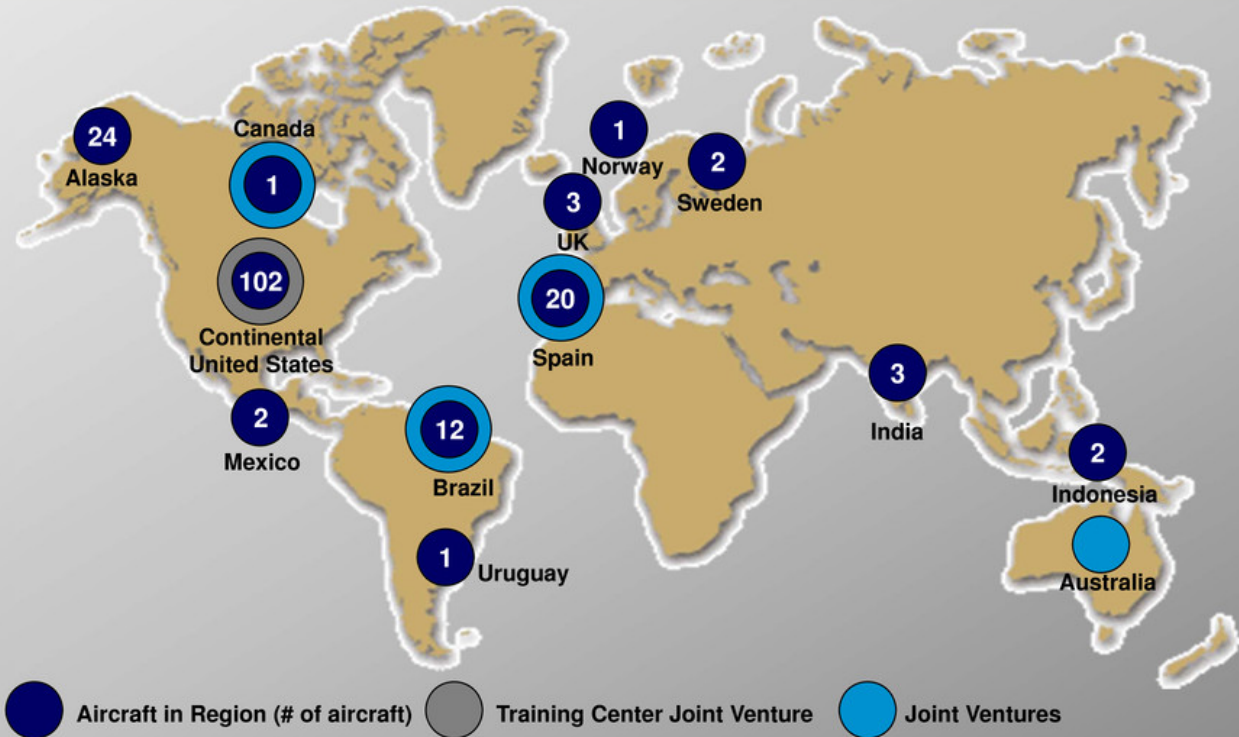 24
Alaska
Canada
1
1
Norway
2
Sweden
3
UK
102
Continental
United States
20
Spain
2
Mexico
12
Brazil
3
India
2
Indonesia
1
Uruguay
Australia
Aircraft in Region (# of aircraft)
Training Center Joint Venture
Joint Ventures